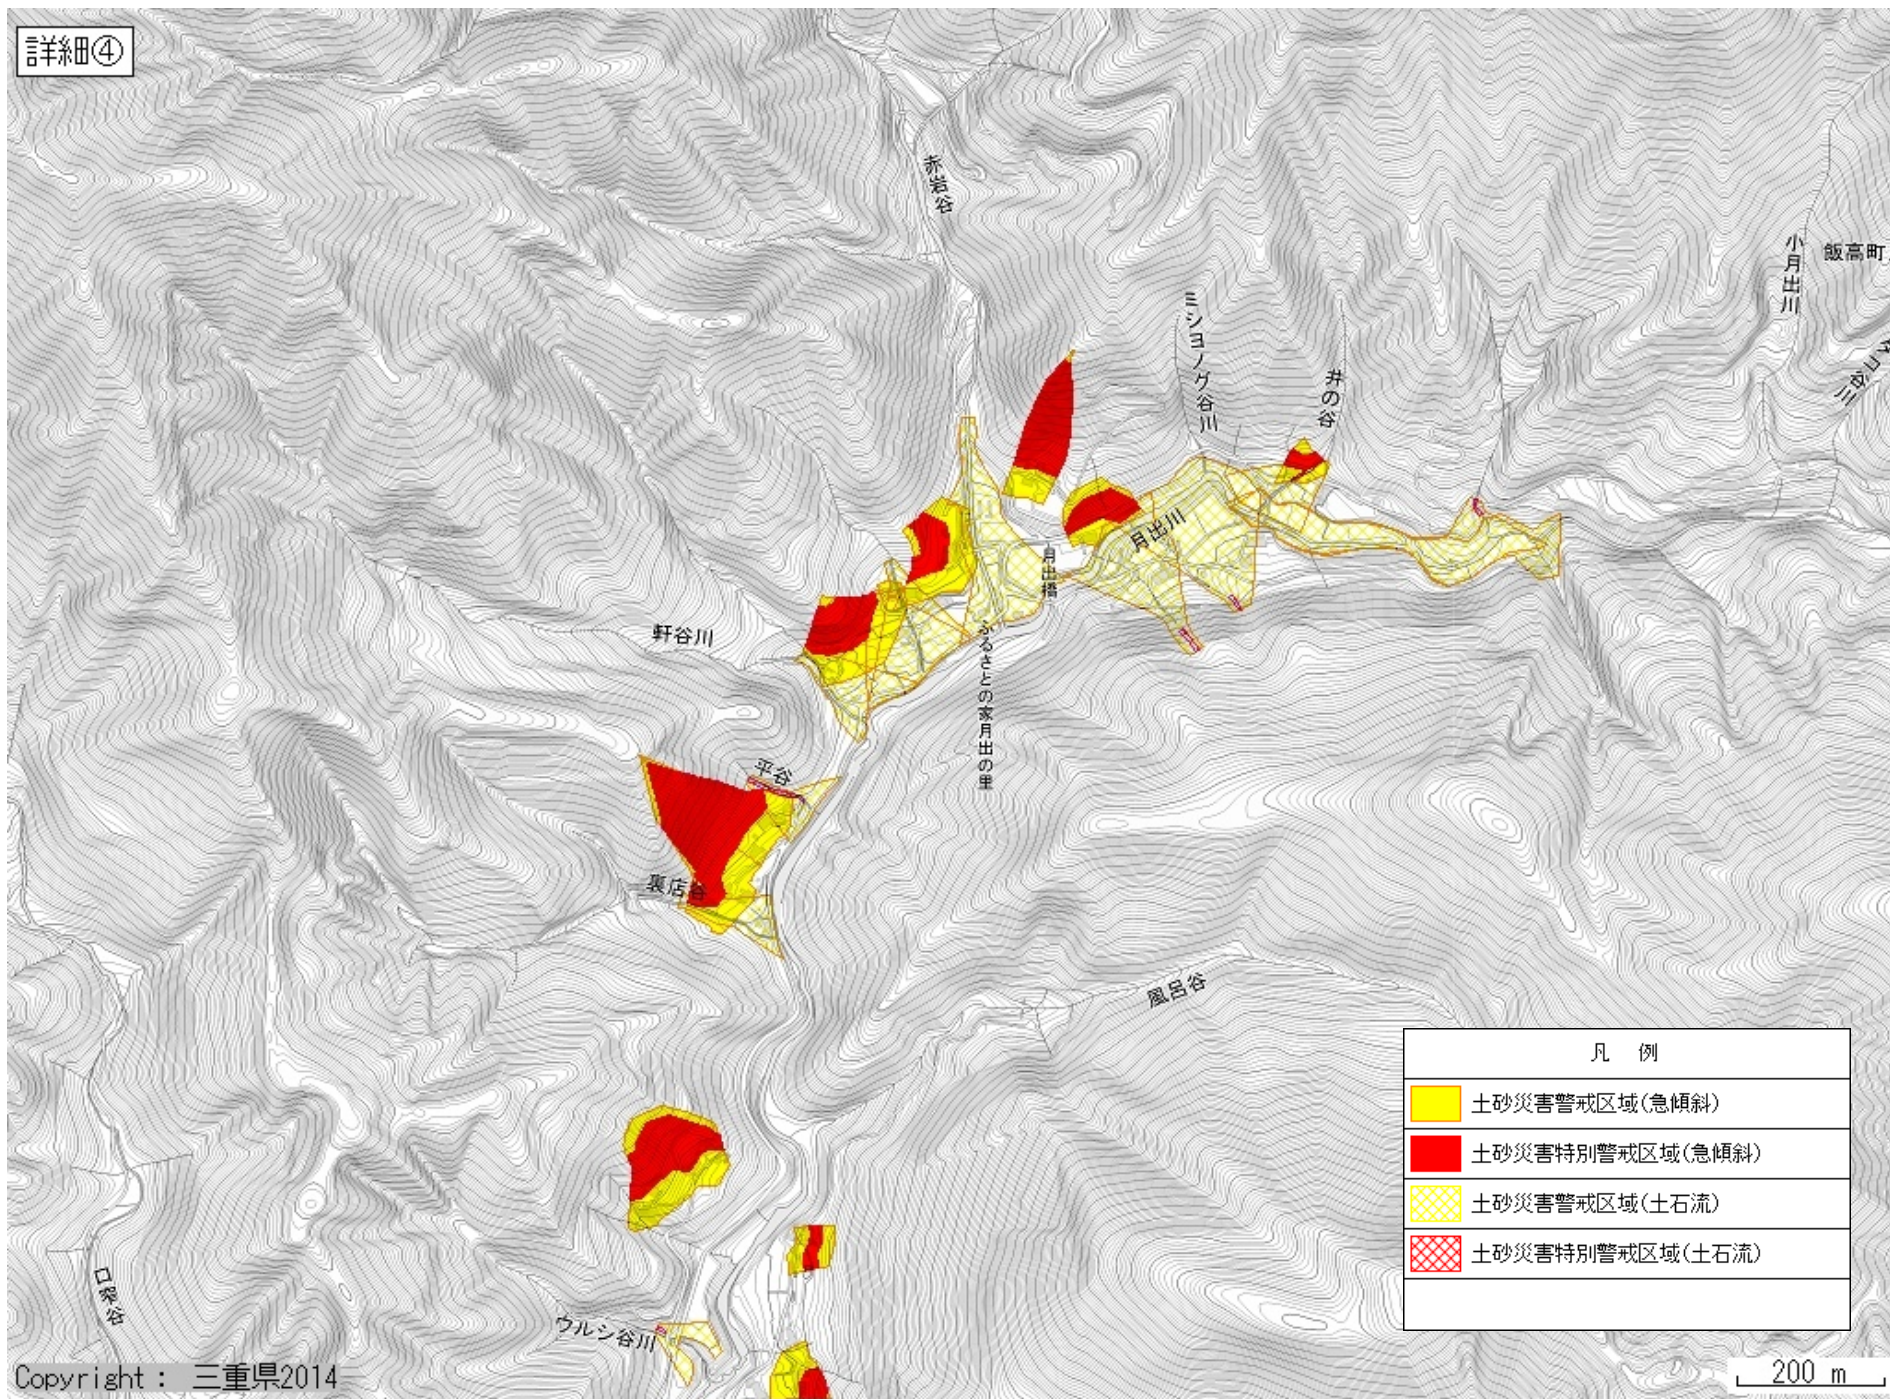 詳細④
赤岩谷
小月出川
飯高町
ミショノグ谷川
井の谷
月出川
月出橋
軒谷川
ふるさとの家月出の里
平谷
裏店谷
風呂谷
凡 例
土砂災害警戒区域(急傾斜)
土砂災害特別警戒区域(急傾斜)
土砂災害警戒区域(土石流)
土砂災害特別警戒区域(土石流)
ウルシ谷川
Copyright : 三重県2014
200 m